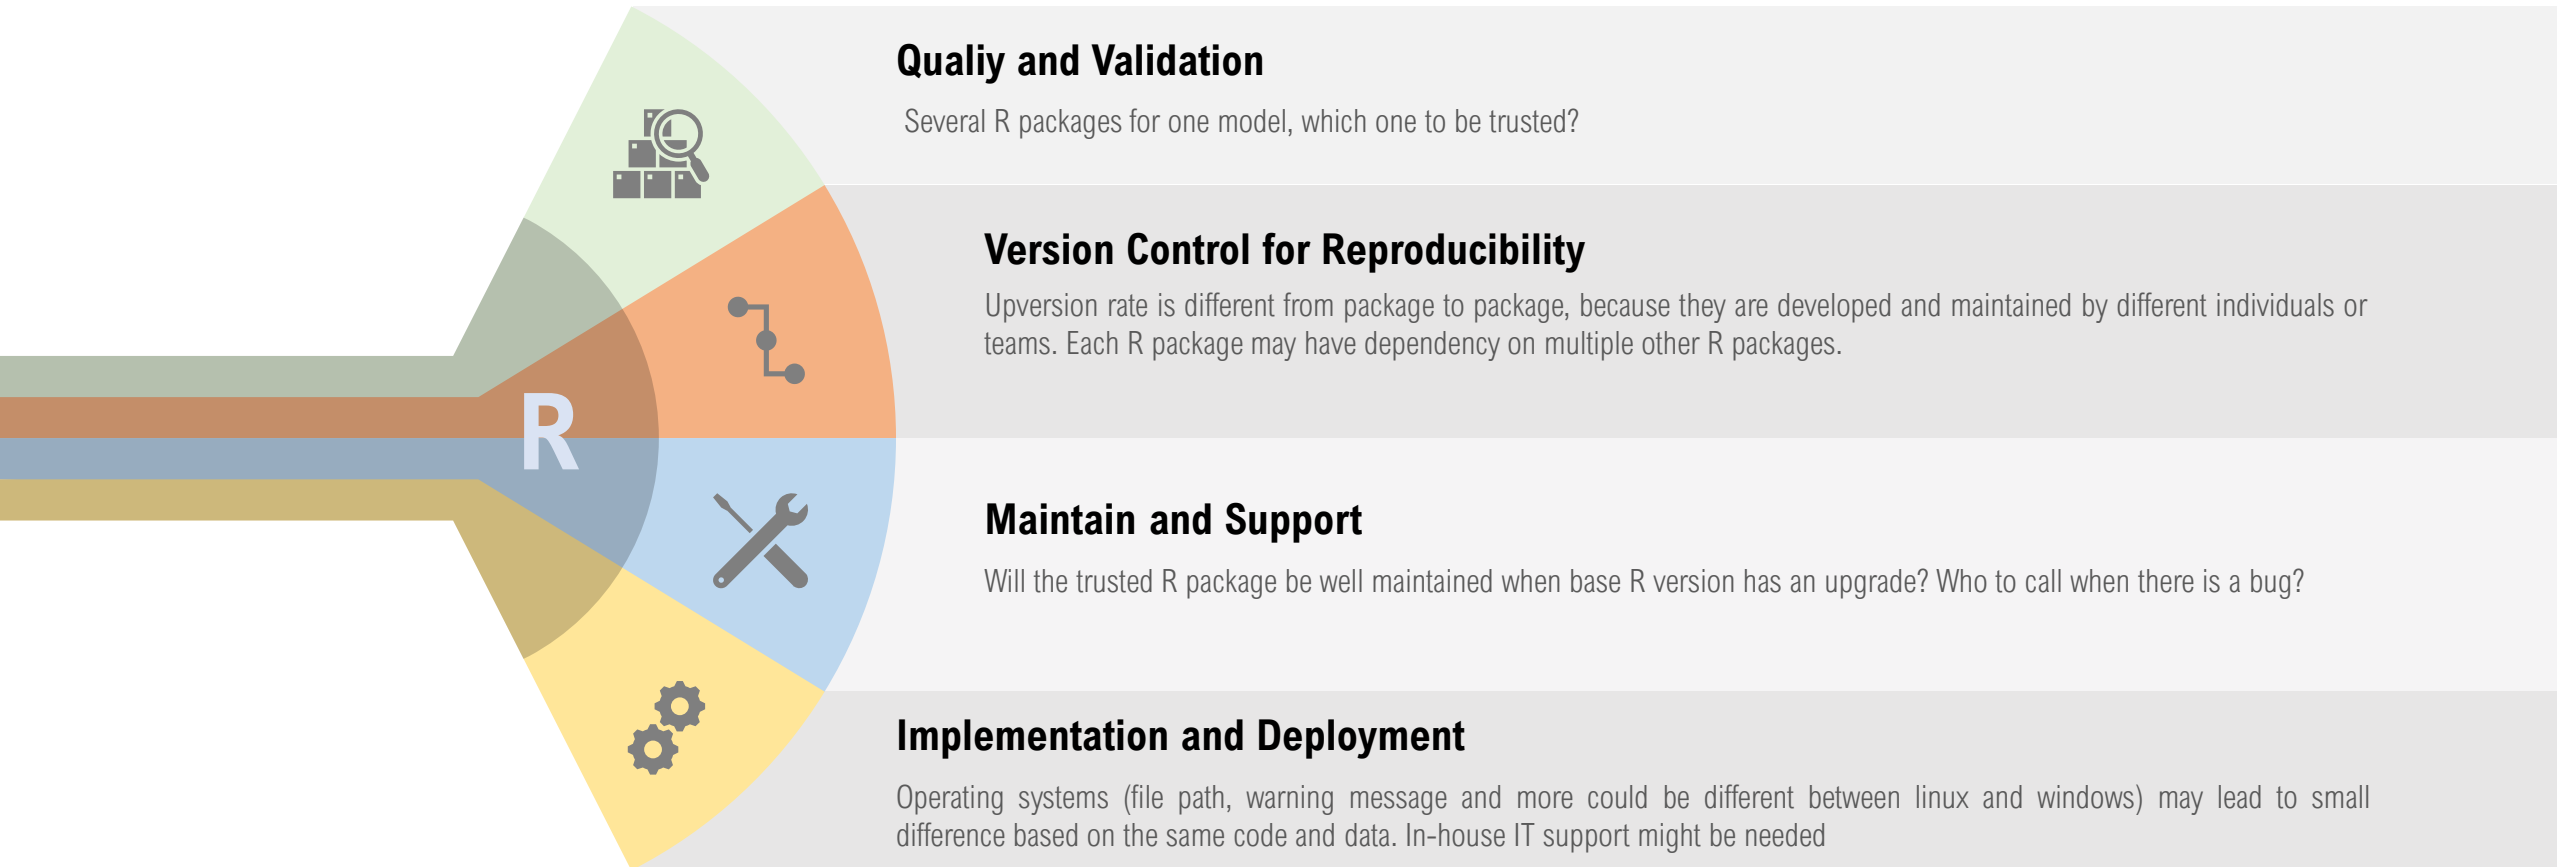 Qualiy and Validation
Several R packages for one model, which one to be trusted?
Version Control for Reproducibility
Upversion rate is different from package to package, because they are developed and maintained by different individuals or
teams. Each R package may have dependency on multiple other R packages.
R
Maintain and Support
Will the trusted R package be well maintained when base R version has an upgrade? Who to call when there is a bug?
Implementation and Deployment
Operating systems (file path, warning message and more could be different between linux and windows) may lead to small
difference based on the same code and data. In-house IT support might be needed